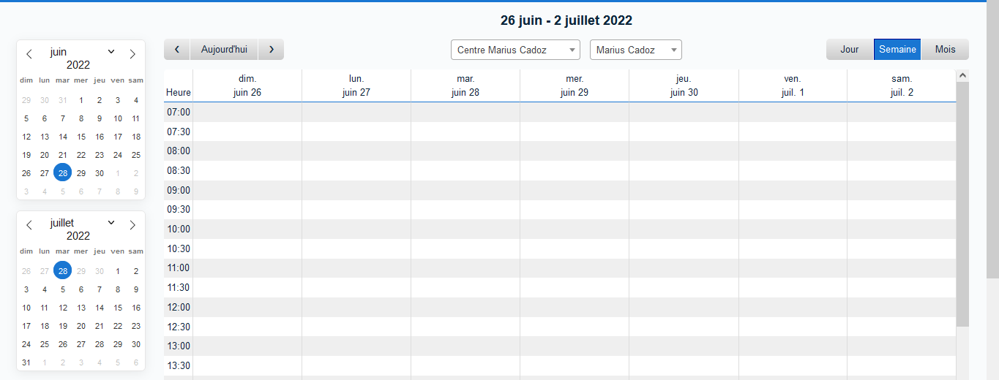 26 juin - 2 juillet 2022
juin
2022
dim lun mar mer jeu ven sam
29 30 31 1 2 3 4
5 6 7 8 9 10 11
12 13 14 15 16 17 18
19 20 21 22 23 24 25
26 27 28 29 30 1 2
3 4 5 6 7 8 9
juillet
2022
dim lun mar mer jeu ven sam
26 27 28 29 30 1 2
3 4 5 6 7 8 9
10 11 12 13 14 15 16
17 18 19 20 21 22 23
24 25 26 27 28 29 30
31 1 2 3 4 5 6
Aujourd'hui
Centre Marius Cadoz
Marius Cadoz
Jour Semaine Mois
dim. lun. mar. mer. jeu. ven. sam.
Heure juin 26 juin 27 juin 28 juin 29 juin 30 juil. 1 juil. 2
07:00
07:30
08:00
08:30
09:00
09:30
10:00
10:30
11:00
11:30
12:00
12:30
13:00
13:30